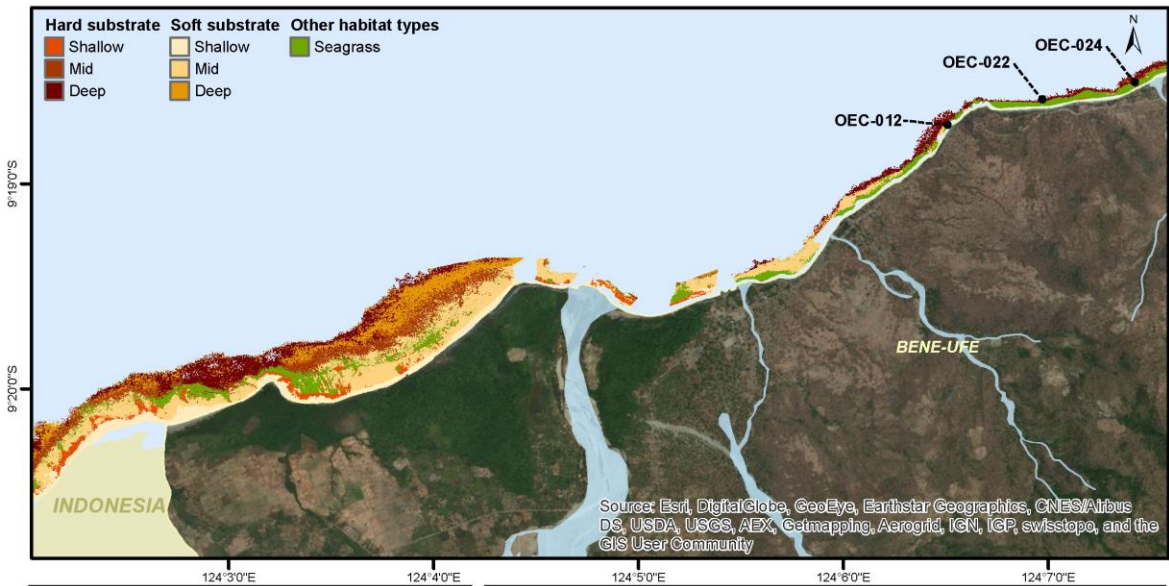 Hard substrate Soft substrate Other habitat types
Shallow Shallow Seagrass
Mid Mid
Deep Deep
N
OEC-024
OEC-022
OEC-012
9°19'0"S
BENE-UFE
9°20'0"S
INDONESIA
Source: Esri, DigitalGlobe, GeoEye, Earthstar Geographics, CNES/Airbus
DS, USDA, USGS, AEX, Getmapping, Aerogrid, IGN, IGP, swisstopo, and the
GIS User Community
124°3'0"E 124°4'0"E 124°5'0"E 124°6'0"E 124°7'0"E